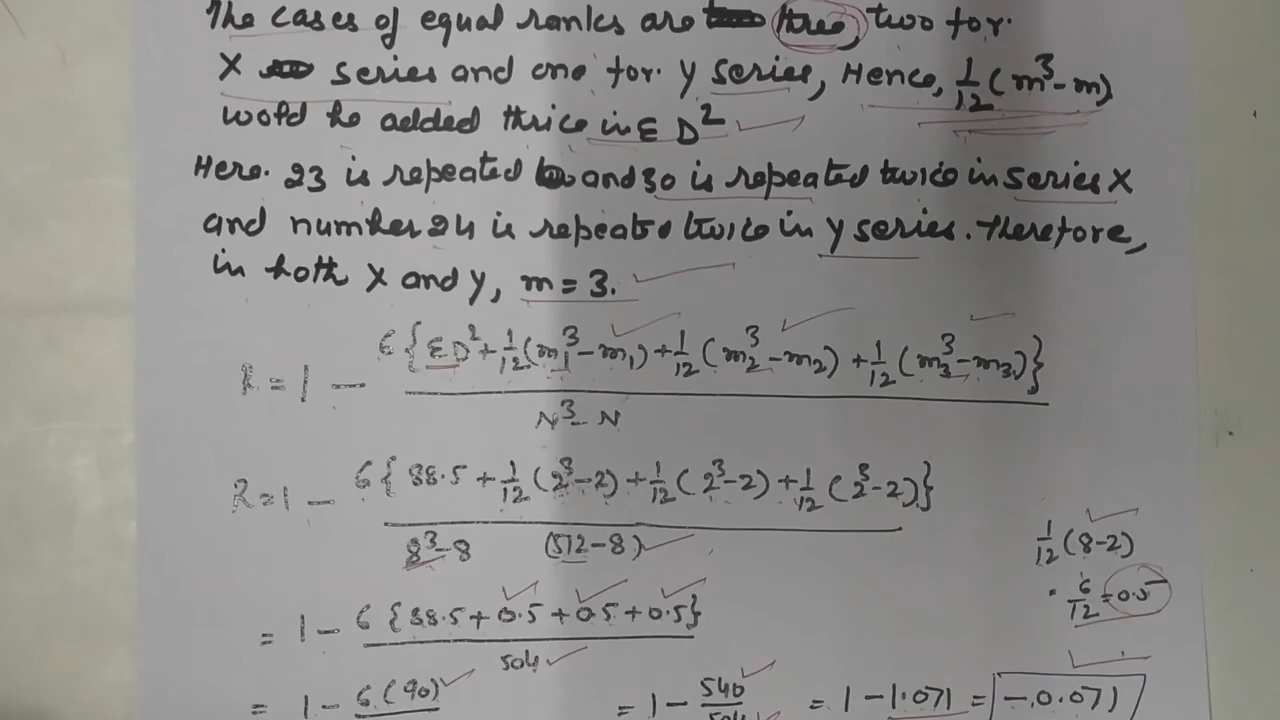 The cases of equal ranks are three, two for
X series and one for Y series, Hence, 1/12 (m³-m)
would be added thrice in ΣD²
Here. 23 is repeated and 30 is repeated twice in series X
and number 24 is repeated twice in Y series. Therefore,
in both X and Y, m = 3.
R = 1 - 6{ΣD² + 1/12 (m₁³-m₁) + 1/12 (m₂³-m₂) + 1/12 (m₃³-m₃)} / N³-N
R = 1 - 6{88.5 + 1/12 (2³-2) + 1/12 (2³-2) + 1/12 (2³-2)} / 8³-8 (512-8)
1/12 (8-2)
= 6/12 = 0.5
= 1 - 6{88.5 + 0.5 + 0.5 + 0.5} / 504
= 1 - 6(90) = 1 - 540/504 = 1 - 1.071 = -0.071